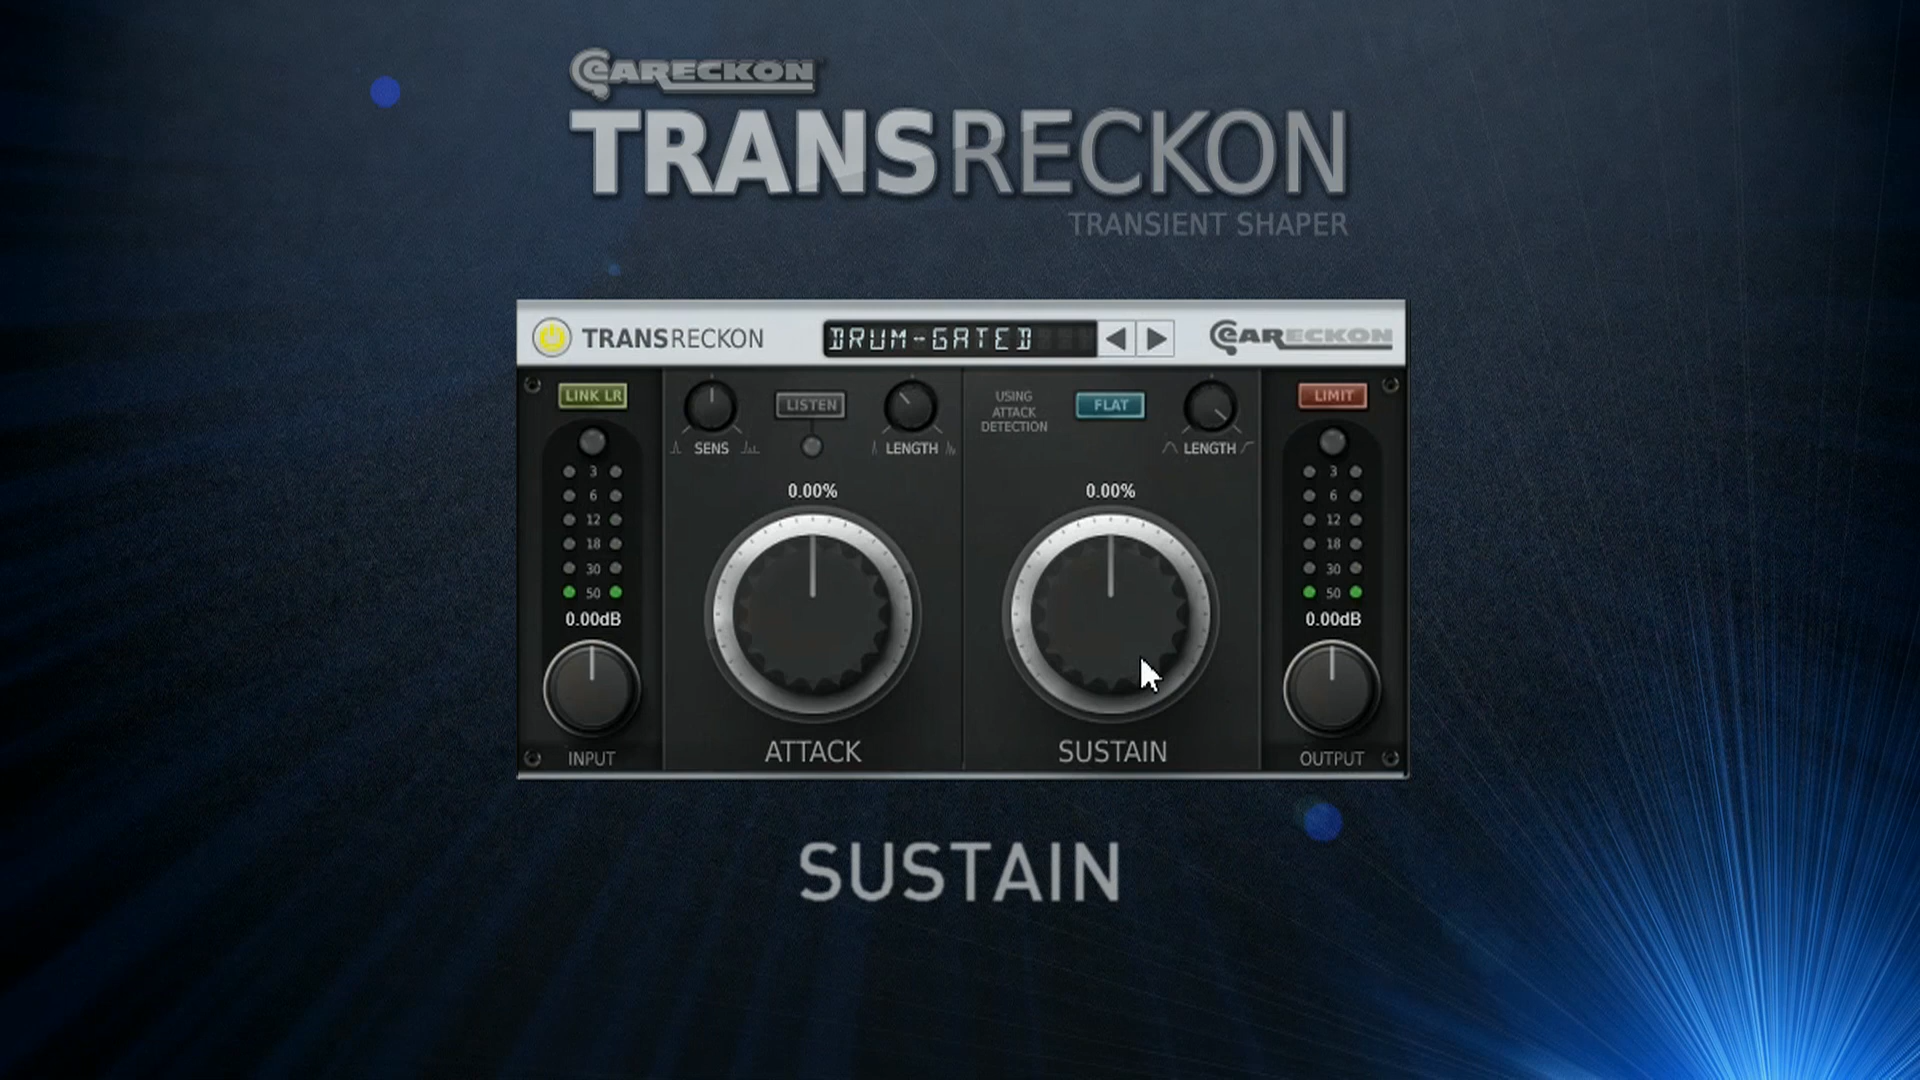 eARECKON
TRANSRECKON
TRANSIENT SHAPER
TRANSRECKON
DRUM-GATED
eARECKON
LINK LR
LISTEN
USING
ATTACK
DETECTION
FLAT
LIMIT
SENS
LENGTH
LENGTH
3
6
12
18
30
50
0.00dB
INPUT
0.00%
ATTACK
0.00%
SUSTAIN
3
6
12
18
30
50
0.00dB
OUTPUT
SUSTAIN